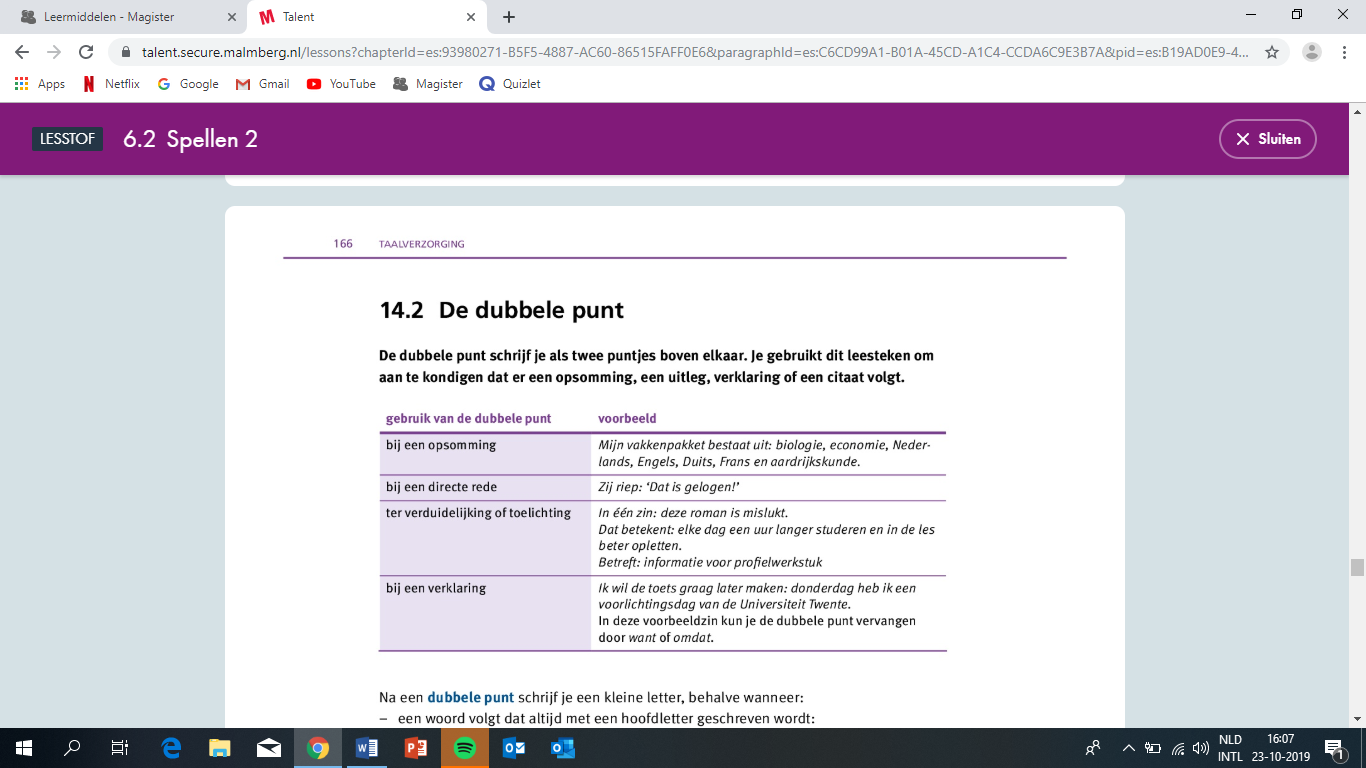 Leermiddelen - Magister
Talent
talent.secure.malmberg.nl/lessons?chapterId=es:93980271-B5F5-4887-AC60-86515FAFF0E6&paragraphId=es:C6CD99A1-B01A-45CD-A1C4-CCDA6C9E3B7A&pid=es:B19AD0E9-4...
Apps Netflix Google Gmail YouTube Magister Quizlet
LESSTOF 6.2 Spellen 2 Sluiten
166 TAALVERZORGING
14.2 De dubbele punt
De dubbele punt schrijf je als twee puntjes boven elkaar. Je gebruikt dit leesteken om
aan te kondigen dat er een opsomming, een uitleg, verklaring of een citaat volgt.
gebruik van de dubbele punt voorbeeld
bij een opsomming Mijn vakkenpakket bestaat uit: biologie, economie, Neder-
lands, Engels, Duits, Frans en aardrijkskunde.
bij een directe rede Zij riep: ‘Dat is gelogen!’
ter verduidelijking of toelichting In één zin: deze roman is mislukt.
Dat betekent: elke dag een uur langer studeren en in de les
beter opletten.
Betreft: informatie voor profielwerkstuk
bij een verklaring Ik wil de toets graag later maken: donderdag heb ik een
voorlichtingsdag van de Universiteit Twente.
In deze voorbeeldzin kun je de dubbele punt vervangen
door want of omdat.
Na een dubbele punt schrijf je een kleine letter, behalve wanneer:
– een woord volgt dat altijd met een hoofdletter geschreven wordt:
NLD 16:07
INTL 23-10-2019 1